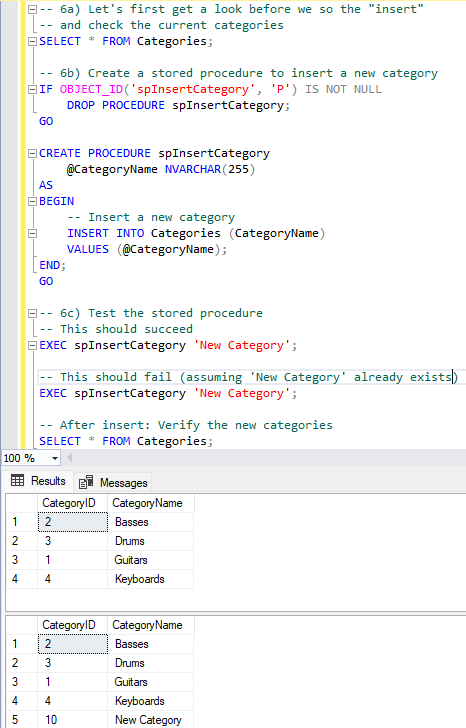 -- 6a) Let's first get a look before we so the "insert"
-- and check the current categories
SELECT * FROM Categories;
-- 6b) Create a stored procedure to insert a new category
IF OBJECT_ID('spInsertCategory', 'P') IS NOT NULL
DROP PROCEDURE spInsertCategory;
GO
CREATE PROCEDURE spInsertCategory
@CategoryName NVARCHAR(255)
AS
BEGIN
-- Insert a new category
INSERT INTO Categories (CategoryName)
VALUES (@CategoryName);
END;
GO
-- 6c) Test the stored procedure
-- This should succeed
EXEC spInsertCategory 'New Category';
-- This should fail (assuming 'New Category' already exists)
EXEC spInsertCategory 'New Category';
-- After insert: Verify the new categories
SELECT * FROM Categories;
100 %
Results Messages
CategoryID CategoryName
1 2 Basses
2 3 Drums
3 1 Guitars
4 4 Keyboards
CategoryID CategoryName
1 2 Basses
2 3 Drums
3 1 Guitars
4 4 Keyboards
5 10 New Category